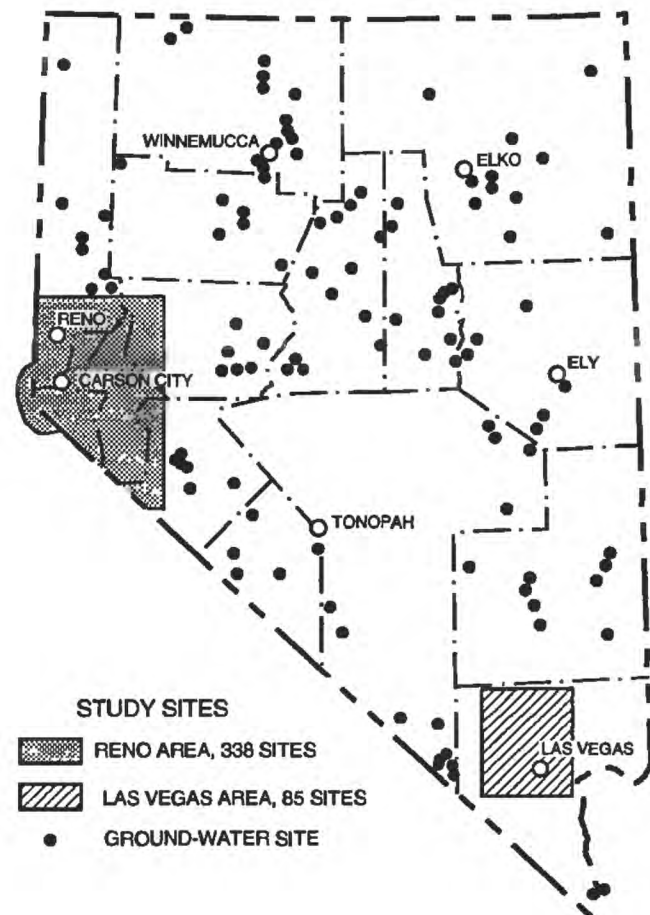 WINNEMUCCA
ELKO
RENO
CARSON CITY
ELY
TONOPAH
STUDY SITES
RENO AREA, 338 SITES
LAS VEGAS
LAS VEGAS AREA, 85 SITES
GROUND-WATER SITE